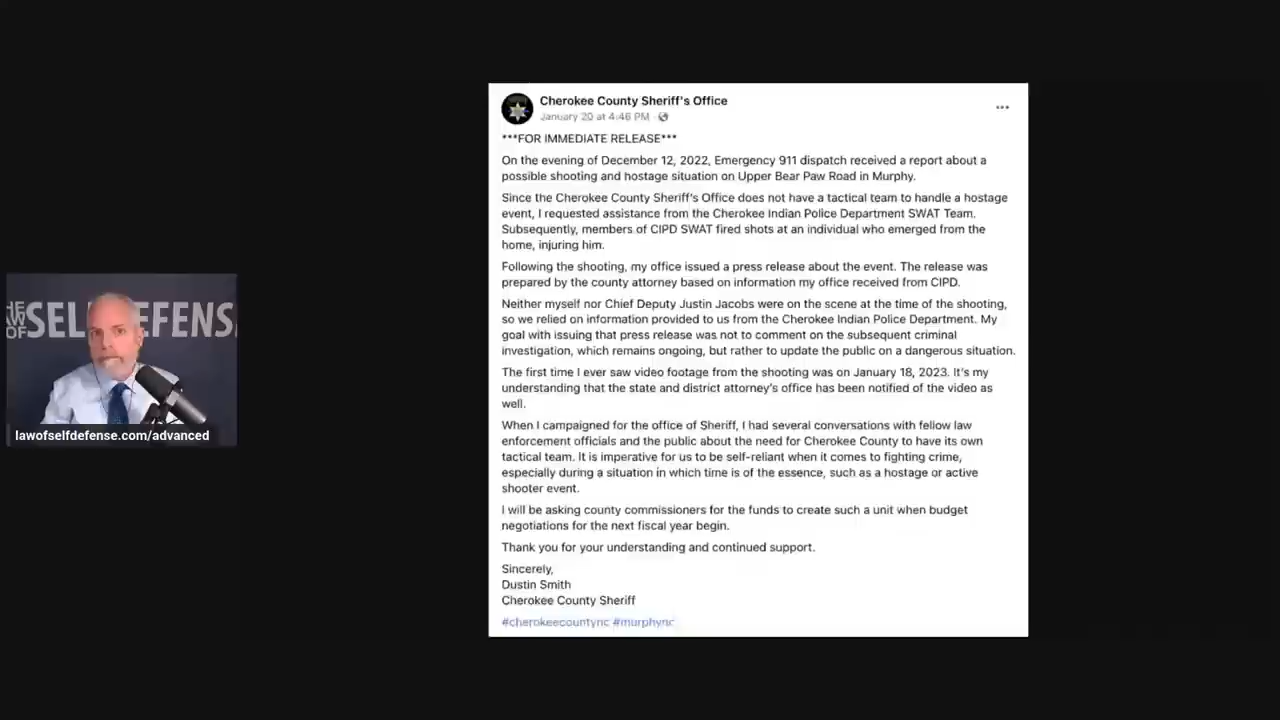 Cherokee County Sheriff's Office
January 20 at 4:46 PM ·
***FOR IMMEDIATE RELEASE***
On the evening of December 12, 2022, Emergency 911 dispatch received a report about a
possible shooting and hostage situation on Upper Bear Paw Road in Murphy.
Since the Cherokee County Sheriff's Office does not have a tactical team to handle a hostage
event, I requested assistance from the Cherokee Indian Police Department SWAT Team.
Subsequently, members of CIPD SWAT fired shots at an individual who emerged from the
home, injuring him.
Following the shooting, my office issued a press release about the event. The release was
prepared by the county attorney based on information my office received from CIPD.
Neither myself nor Chief Deputy Justin Jacobs were on the scene at the time of the shooting,
so we relied on information provided to us from the Cherokee Indian Police Department. My
goal with issuing that press release was not to comment on the subsequent criminal
investigation, which remains ongoing, but rather to update the public on a dangerous situation.
The first time I ever saw video footage from the shooting was on January 18, 2023. It's my
understanding that the state and district attorney's office has been notified of the video as
well.
When I campaigned for the office of Sheriff, I had several conversations with fellow law
enforcement officials and the public about the need for Cherokee County to have its own
tactical team. It is imperative for us to be self-reliant when it comes to fighting crime,
especially during a situation in which time is of the essence, such as a hostage or active
shooter event.
I will be asking county commissioners for the funds to create such a unit when budget
negotiations for the next fiscal year begin.
Thank you for your understanding and continued support.
Sincerely,
Dustin Smith
Cherokee County Sheriff
#cherokeecountync #murphync
OF SEL EFENS
lawofselfdefense.com/advanced